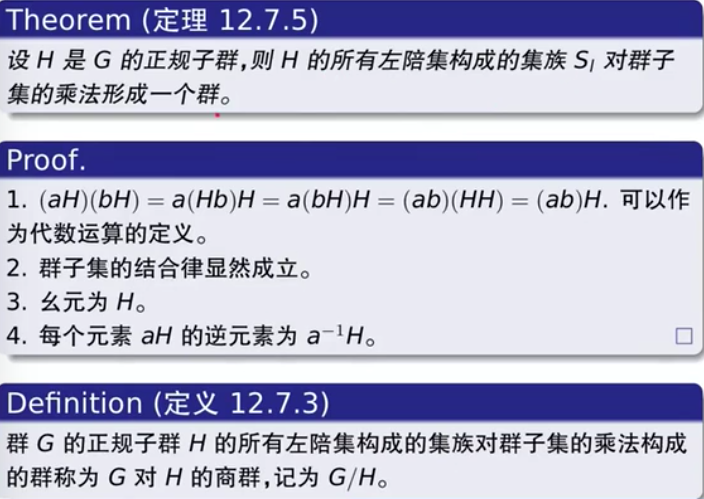 Theorem (定理 12.7.5)
设 H 是 G 的正规子群,则 H 的所有左陪集构成的集族 Sₗ 对群子
集的乘法形成一个群。
Proof.
1. (aH)(bH) = a(Hb)H = a(bH)H = (ab)(HH) = (ab)H. 可以作
为代数运算的定义。
2. 群子集的结合律显然成立。
3. 幺元为 H。
4. 每个元素 aH 的逆元素为 a⁻¹H。 □
Definition (定义 12.7.3)
群 G 的正规子群 H 的所有左陪集构成的集族对群子集的乘法构成
的群称为 G 对 H 的商群,记为 G/H。